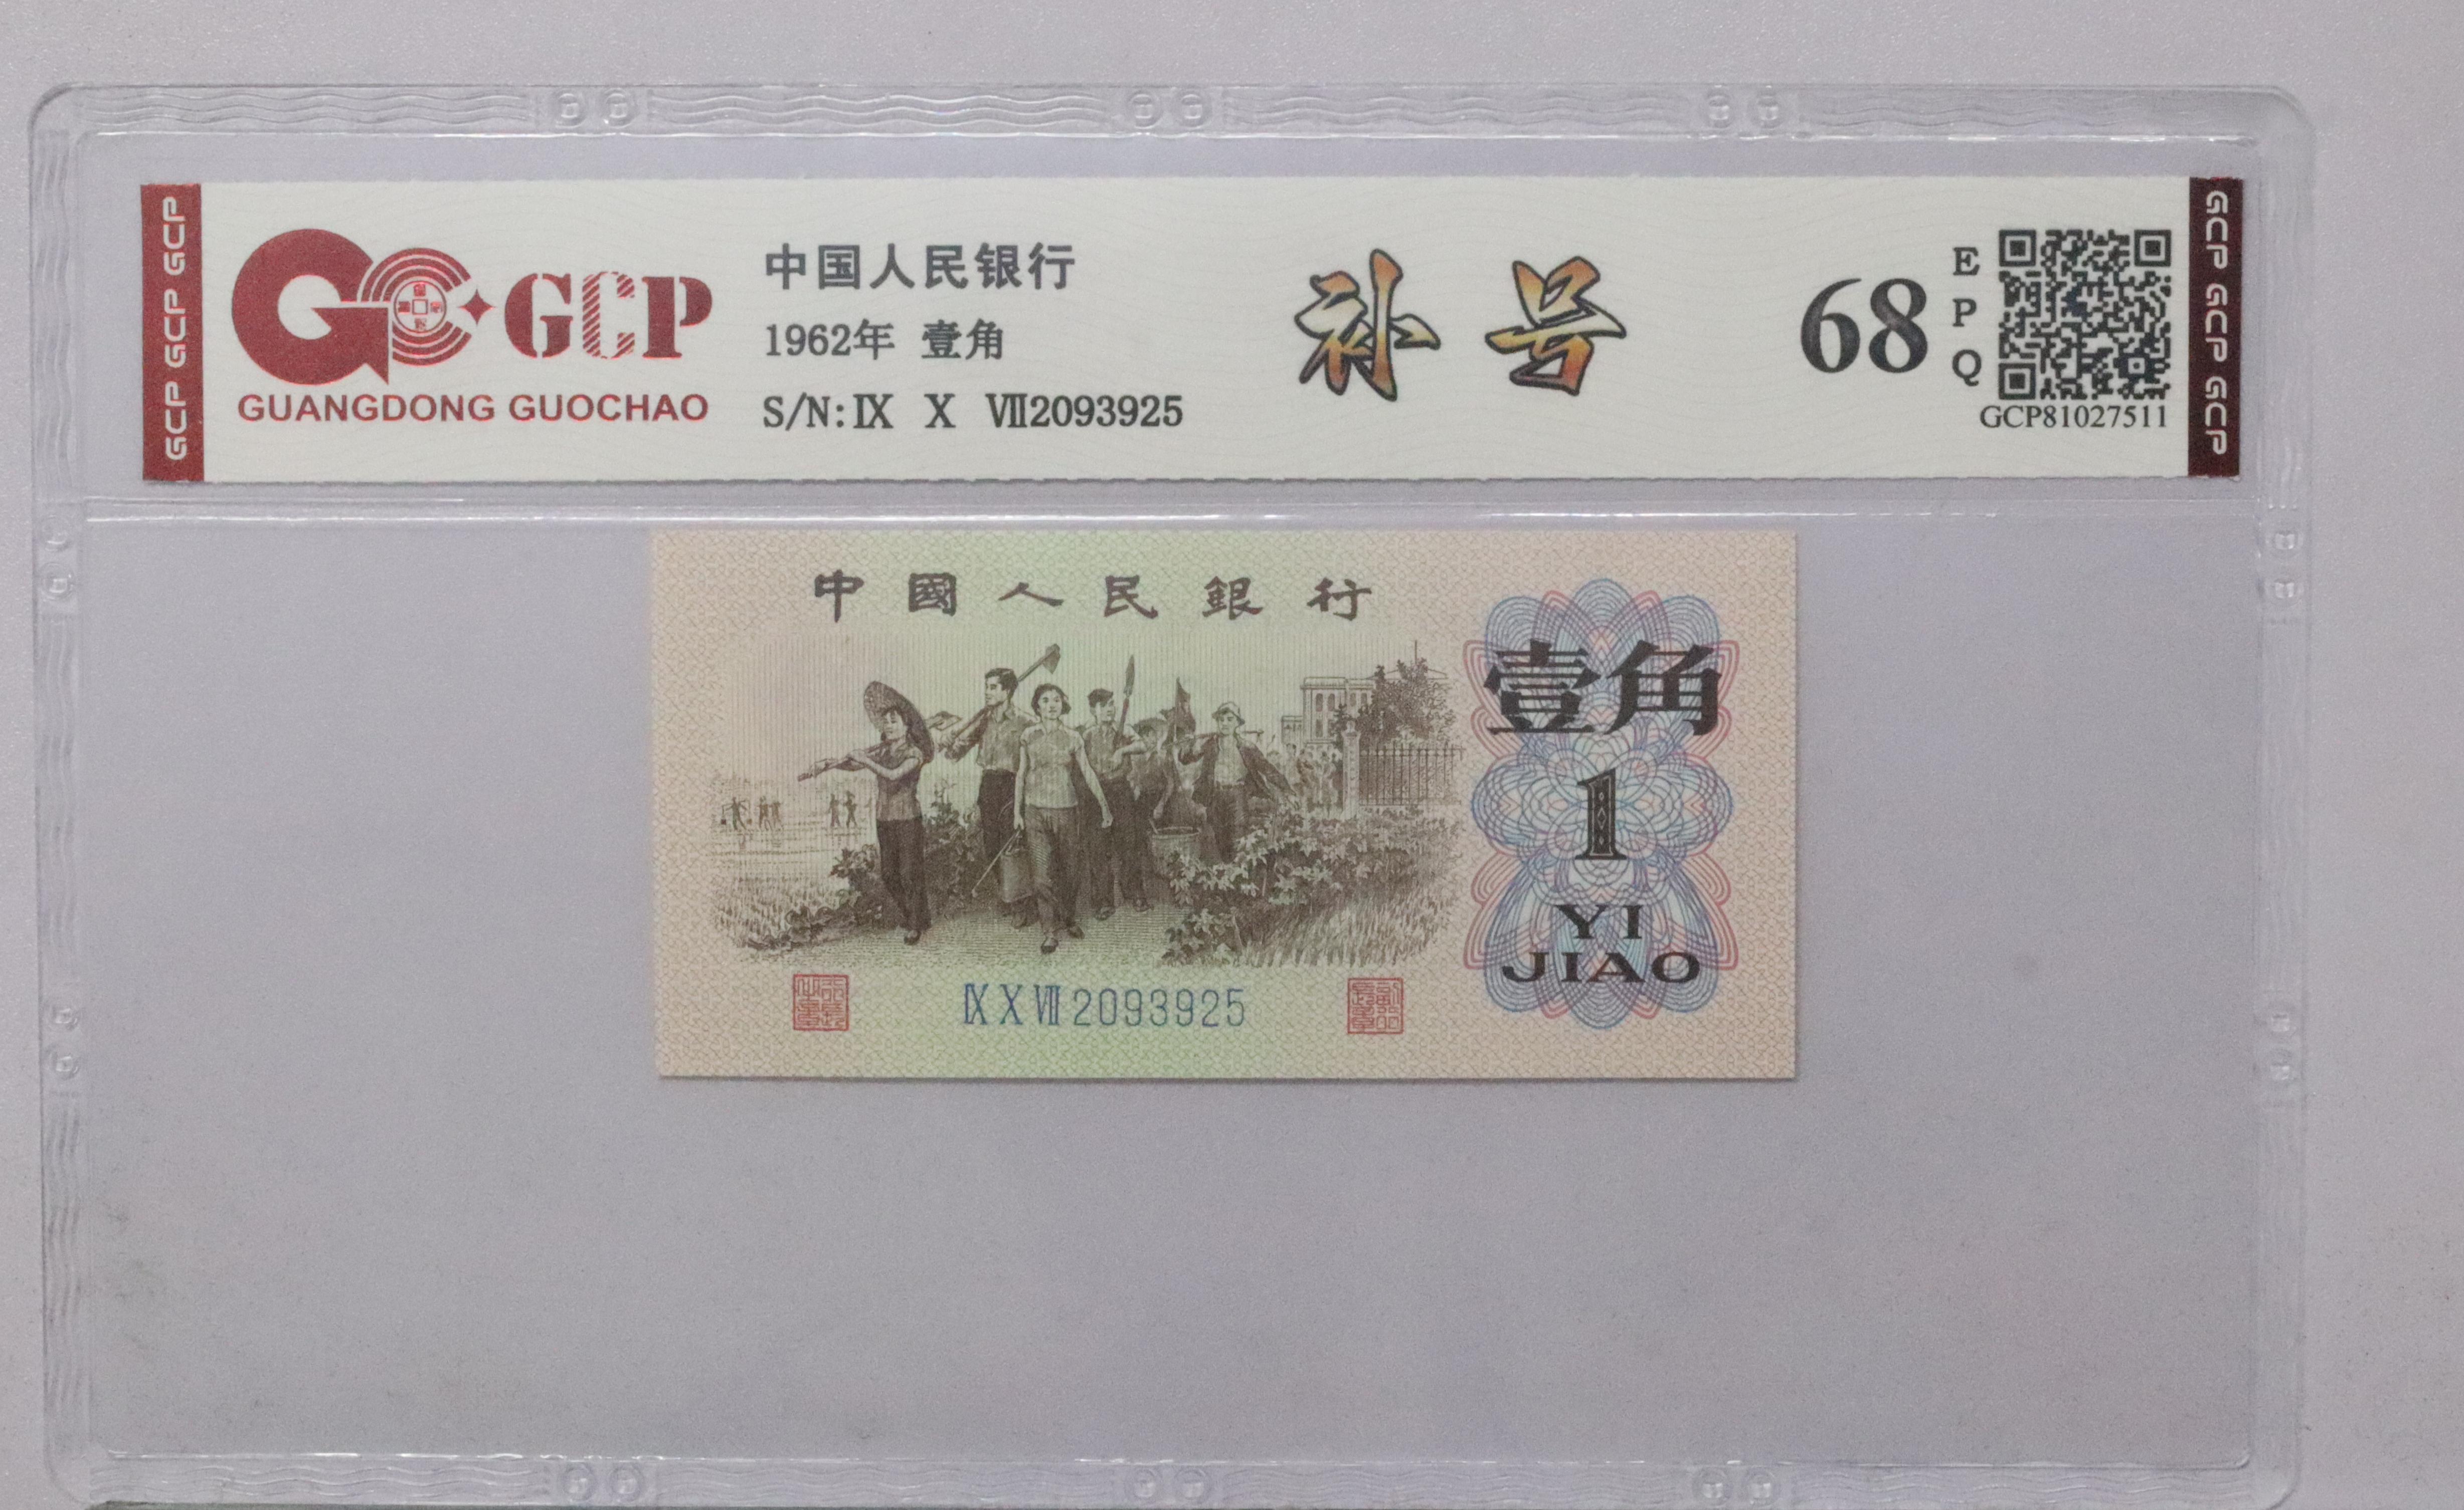 GCP GCP GCP
GCP
GUANGDONG GUOCHAO
中国人民银行
1962年 壹角
S/N:Ⅸ Ⅹ Ⅷ2093925
补号
68
E
P
Q
GCP81027511
GCP GCP GCP
中國人民銀行
壹角
1
YI
JIAO
Ⅸ Ⅹ Ⅷ 2093925